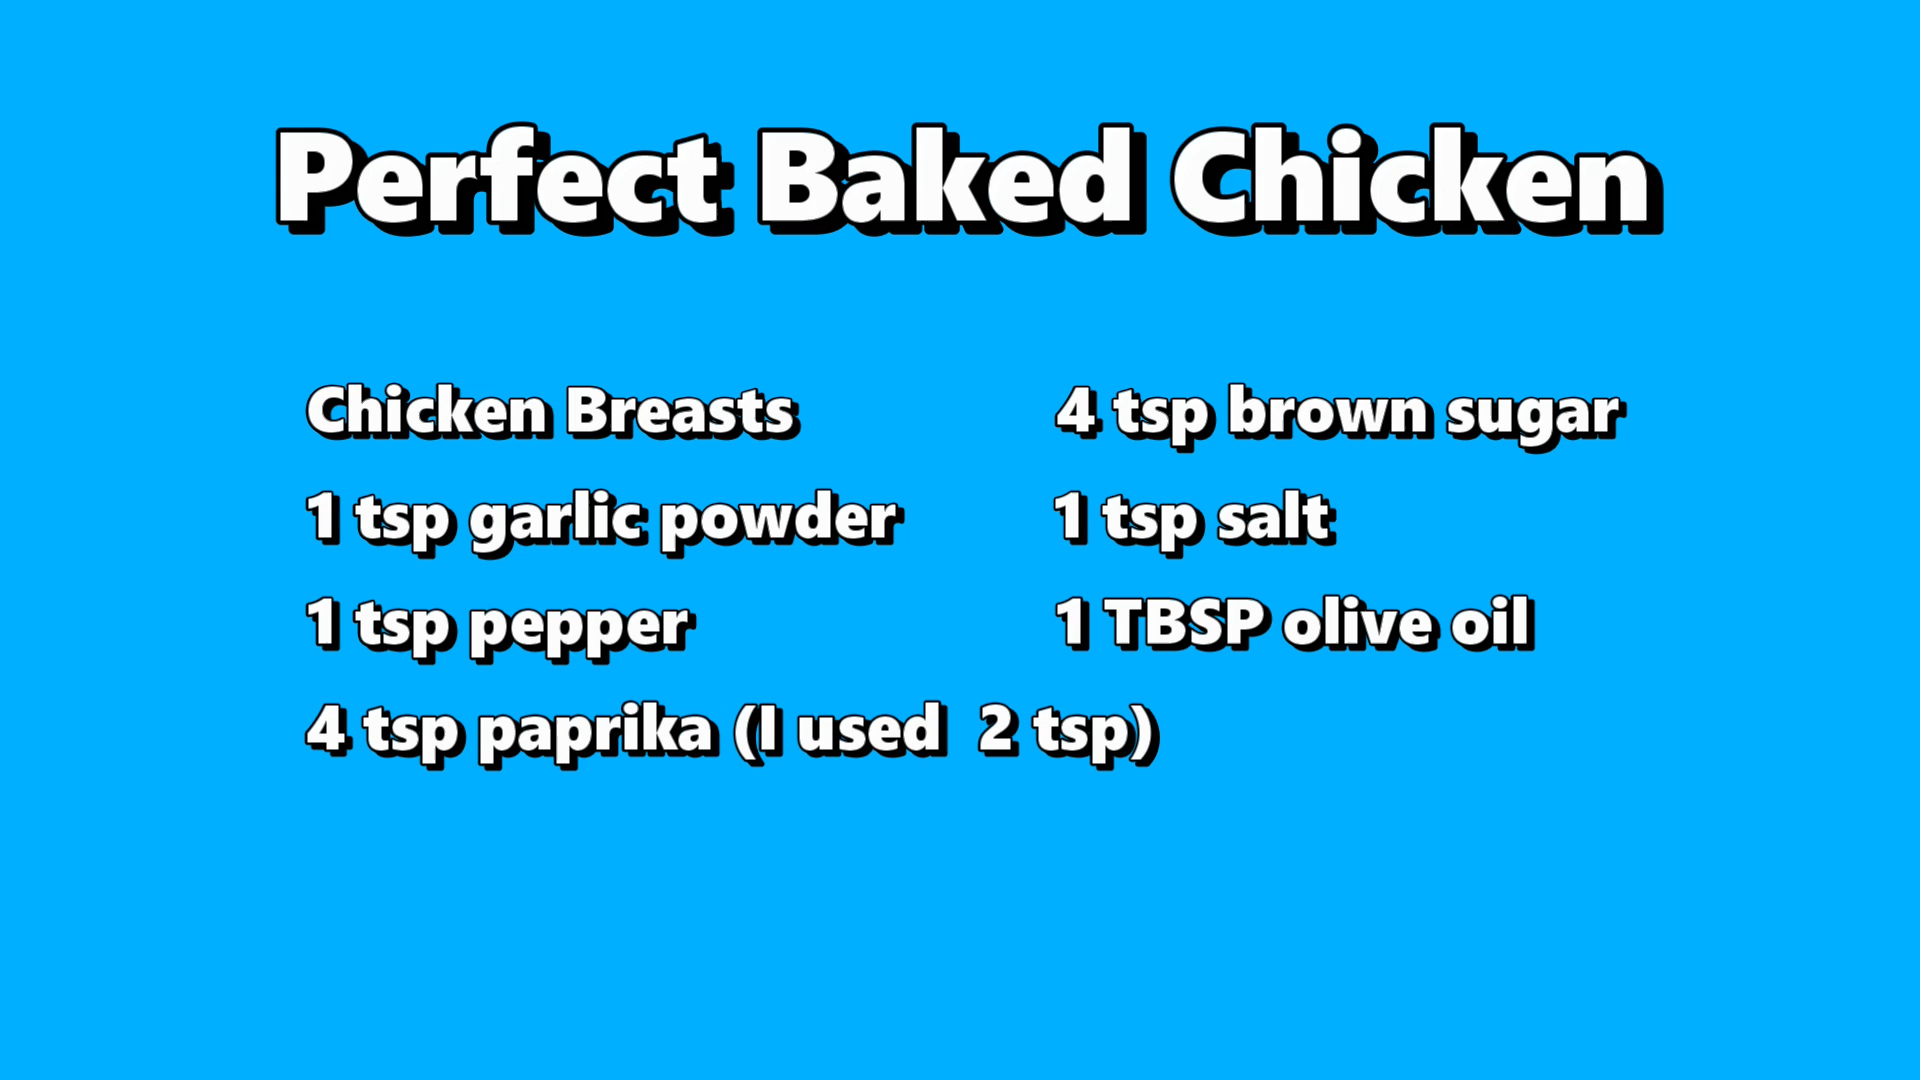 Perfect Baked Chicken
Chicken Breasts
1 tsp garlic powder
1 tsp pepper
4 tsp paprika (I used  2 tsp)
4 tsp brown sugar
1 tsp salt
1 TBSP olive oil